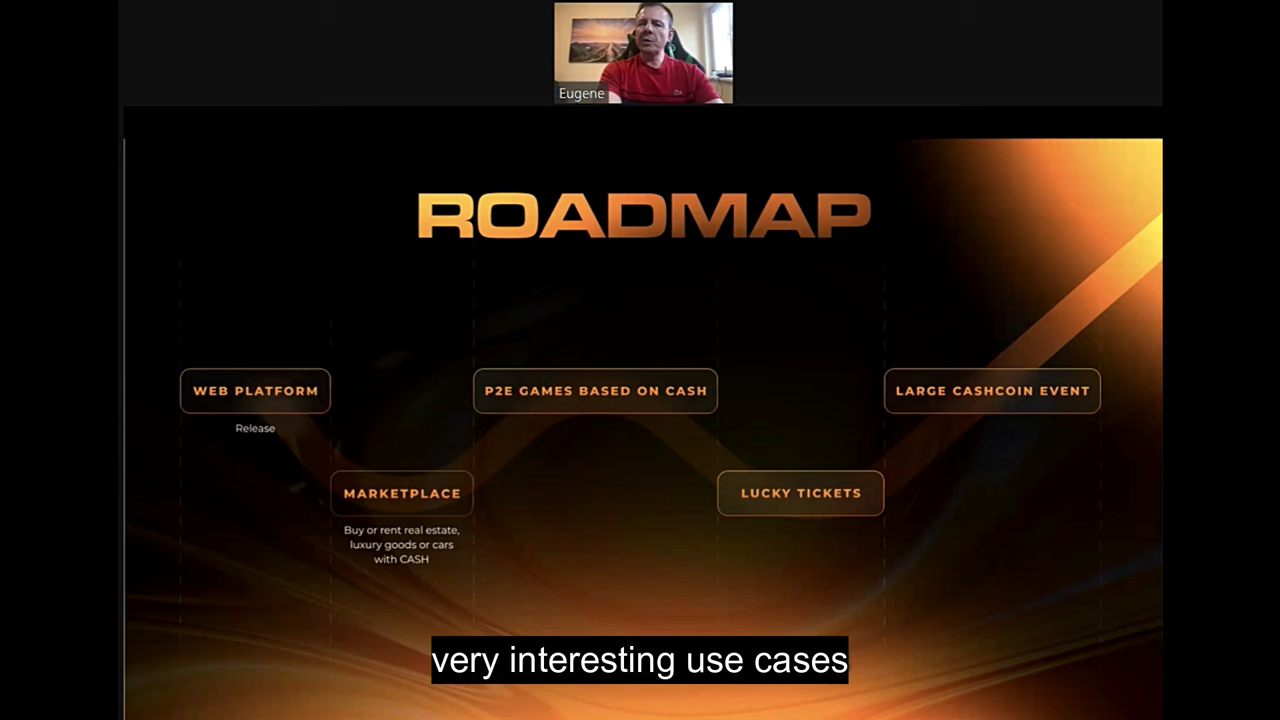 Eugene
ROADMAP
WEB PLATFORM
Release
MARKETPLACE
Buy or rent real estate,
luxury goods or cars
with CASH
P2E GAMES BASED ON CASH
LUCKY TICKETS
LARGE CASHCOIN EVENT
very interesting use cases